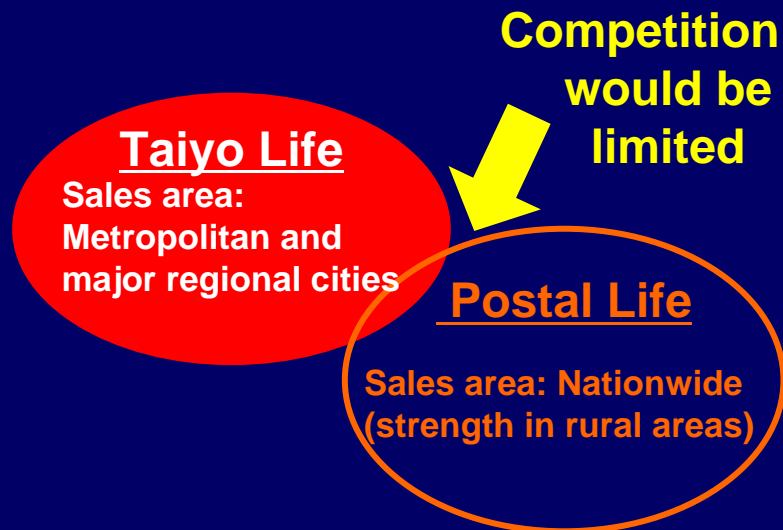 Competition
would be
limited
Taiyo Life
Sales area:
Metropolitan and
major regional cities
Postal Life
Sales area: Nationwide
(strength in rural areas)